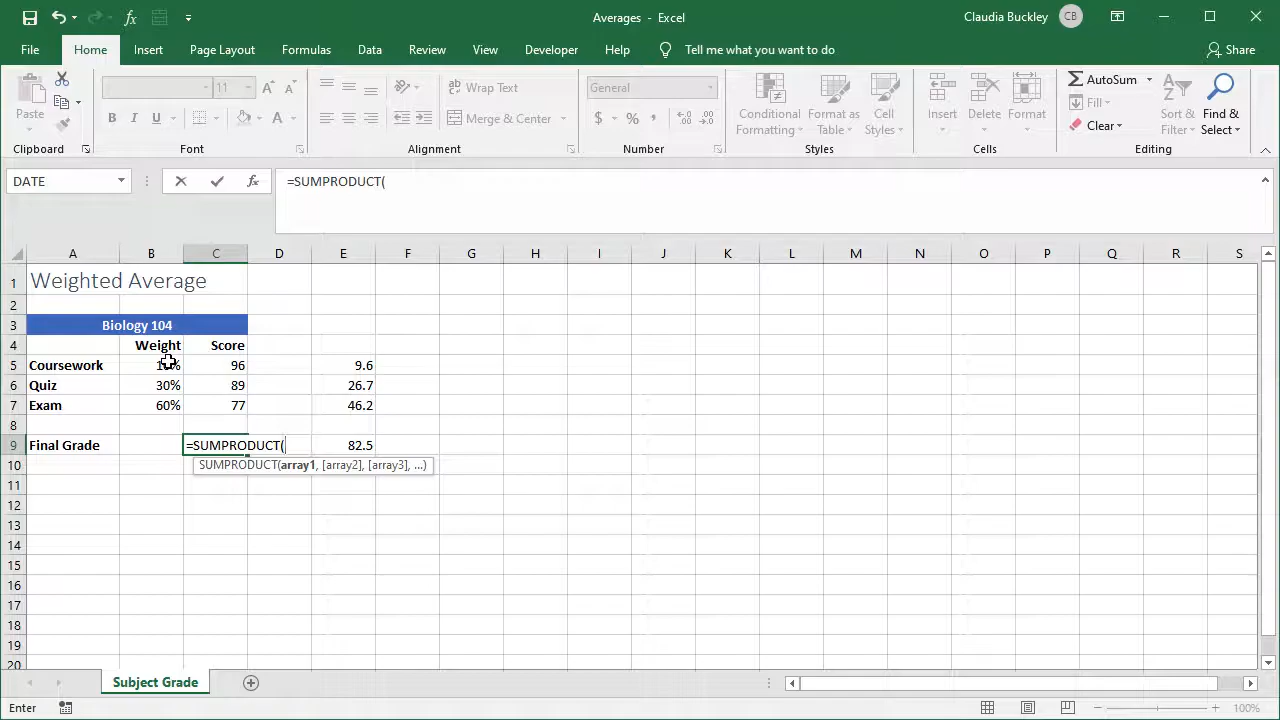 Averages - Excel
Claudia Buckley CB
File Home Insert Page Layout Formulas Data Review View Developer Help Tell me what you want to do Share
Paste
Clipboard
11
B I U A
Font
Wrap Text
Merge & Center
Alignment
General
$ % ,
Number
Conditional Formatting
Format as Table
Cell Styles
Styles
Insert Delete Format
Cells
AutoSum
Fill
Clear
Sort & Filter
Find & Select
Editing
DATE fx =SUMPRODUCT(
A B C D E F G H I J K L M N O P Q R S
1 Weighted Average
2
3 Biology 104
4 Weight Score
5 Coursework 96 9.6
6 Quiz 30% 89 26.7
7 Exam 60% 77 46.2
8
9 Final Grade =SUMPRODUCT( 82.5
10 SUMPRODUCT(array1, [array2], [array3], ...)
11
12
13
14
15
16
17
18
19
20
Subject Grade
Enter 100%